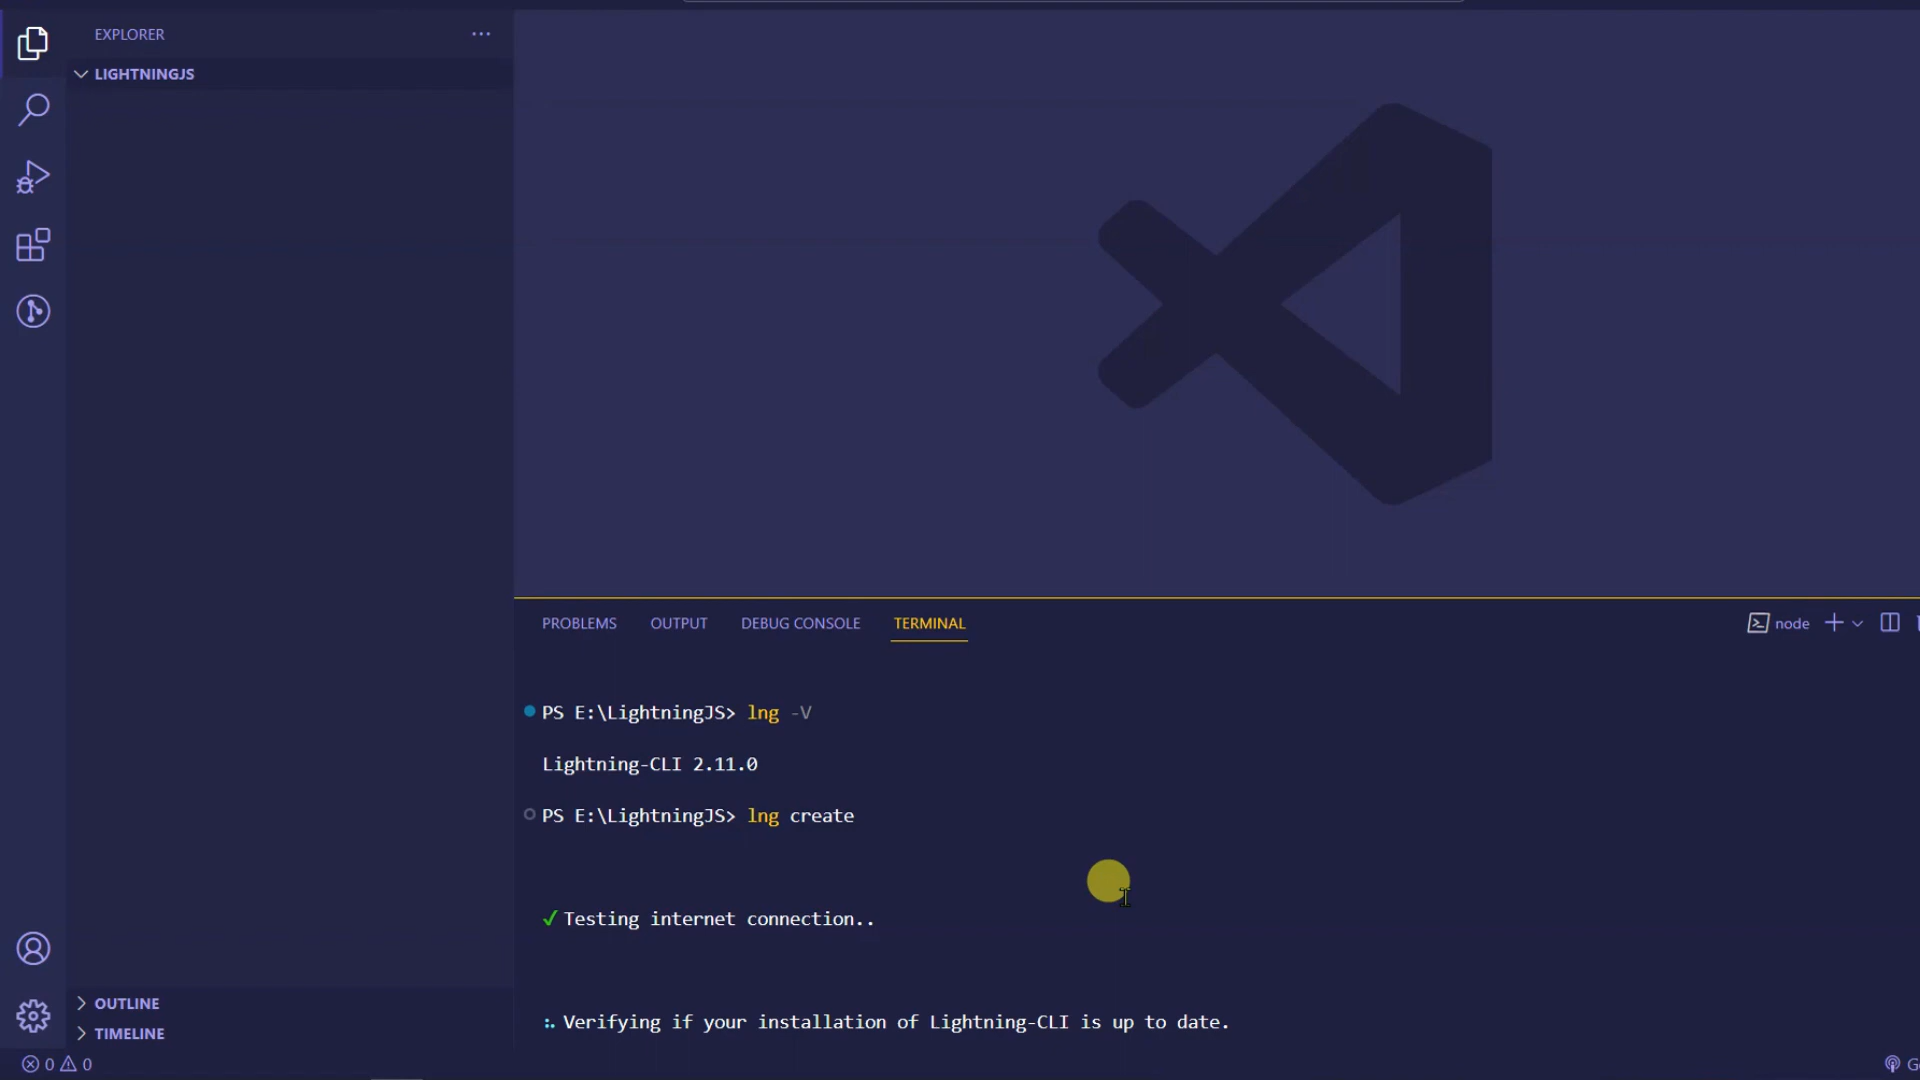 EXPLORER
LIGHTNINGJS
OUTLINE
TIMELINE
PROBLEMS OUTPUT DEBUG CONSOLE TERMINAL
node
PS E:\LightningJS> lng -V
Lightning-CLI 2.11.0
PS E:\LightningJS> lng create
✓ Testing internet connection..
Verifying if your installation of Lightning-CLI is up to date.
0 0